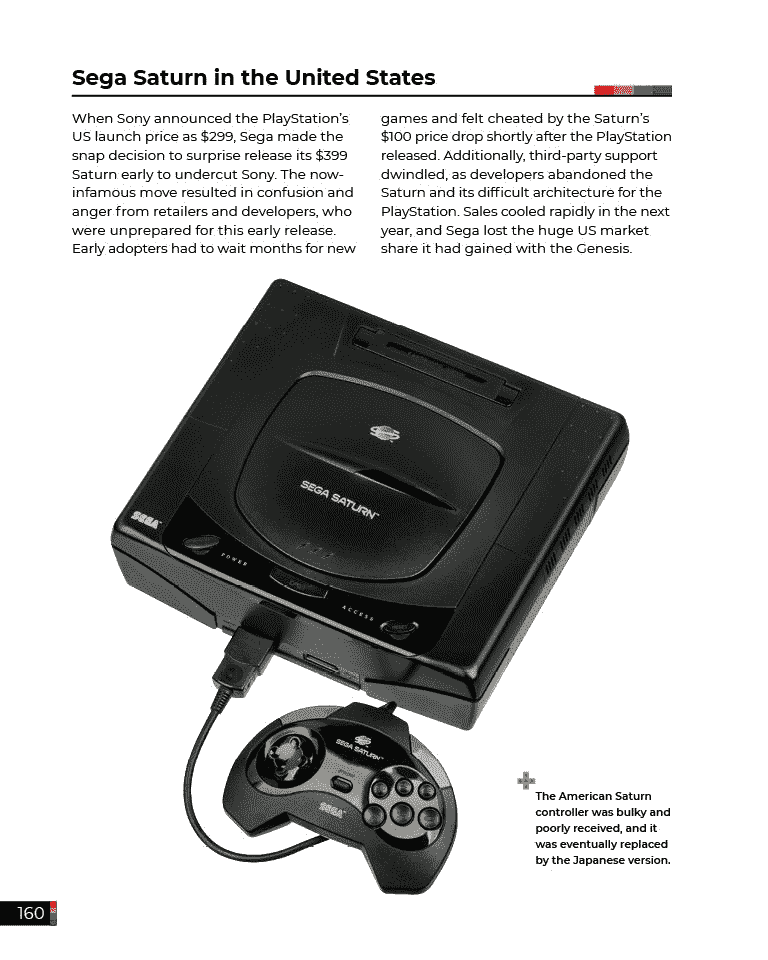 Sega Saturn in the United States
When Sony announced the PlayStation's
US launch price as $299, Sega made the
snap decision to surprise release its $399
Saturn early to undercut Sony. The now-
infamous move resulted in confusion and
anger from retailers and developers, who
were unprepared for this early release.
Early adopters had to wait months for new
games and felt cheated by the Saturn's
$100 price drop shortly after the PlayStation
released. Additionally, third-party support
dwindled, as developers abandoned the
Saturn and its difficult architecture for the
PlayStation. Sales cooled rapidly in the next
year, and Sega lost the huge US market
share it had gained with the Genesis.
SEGA SATURN™
SEGA
POWER
OPEN
ACCESS
SEGA SATURN™
SEGA
The American Saturn
controller was bulky and
poorly received, and it
was eventually replaced
by the Japanese version.
160